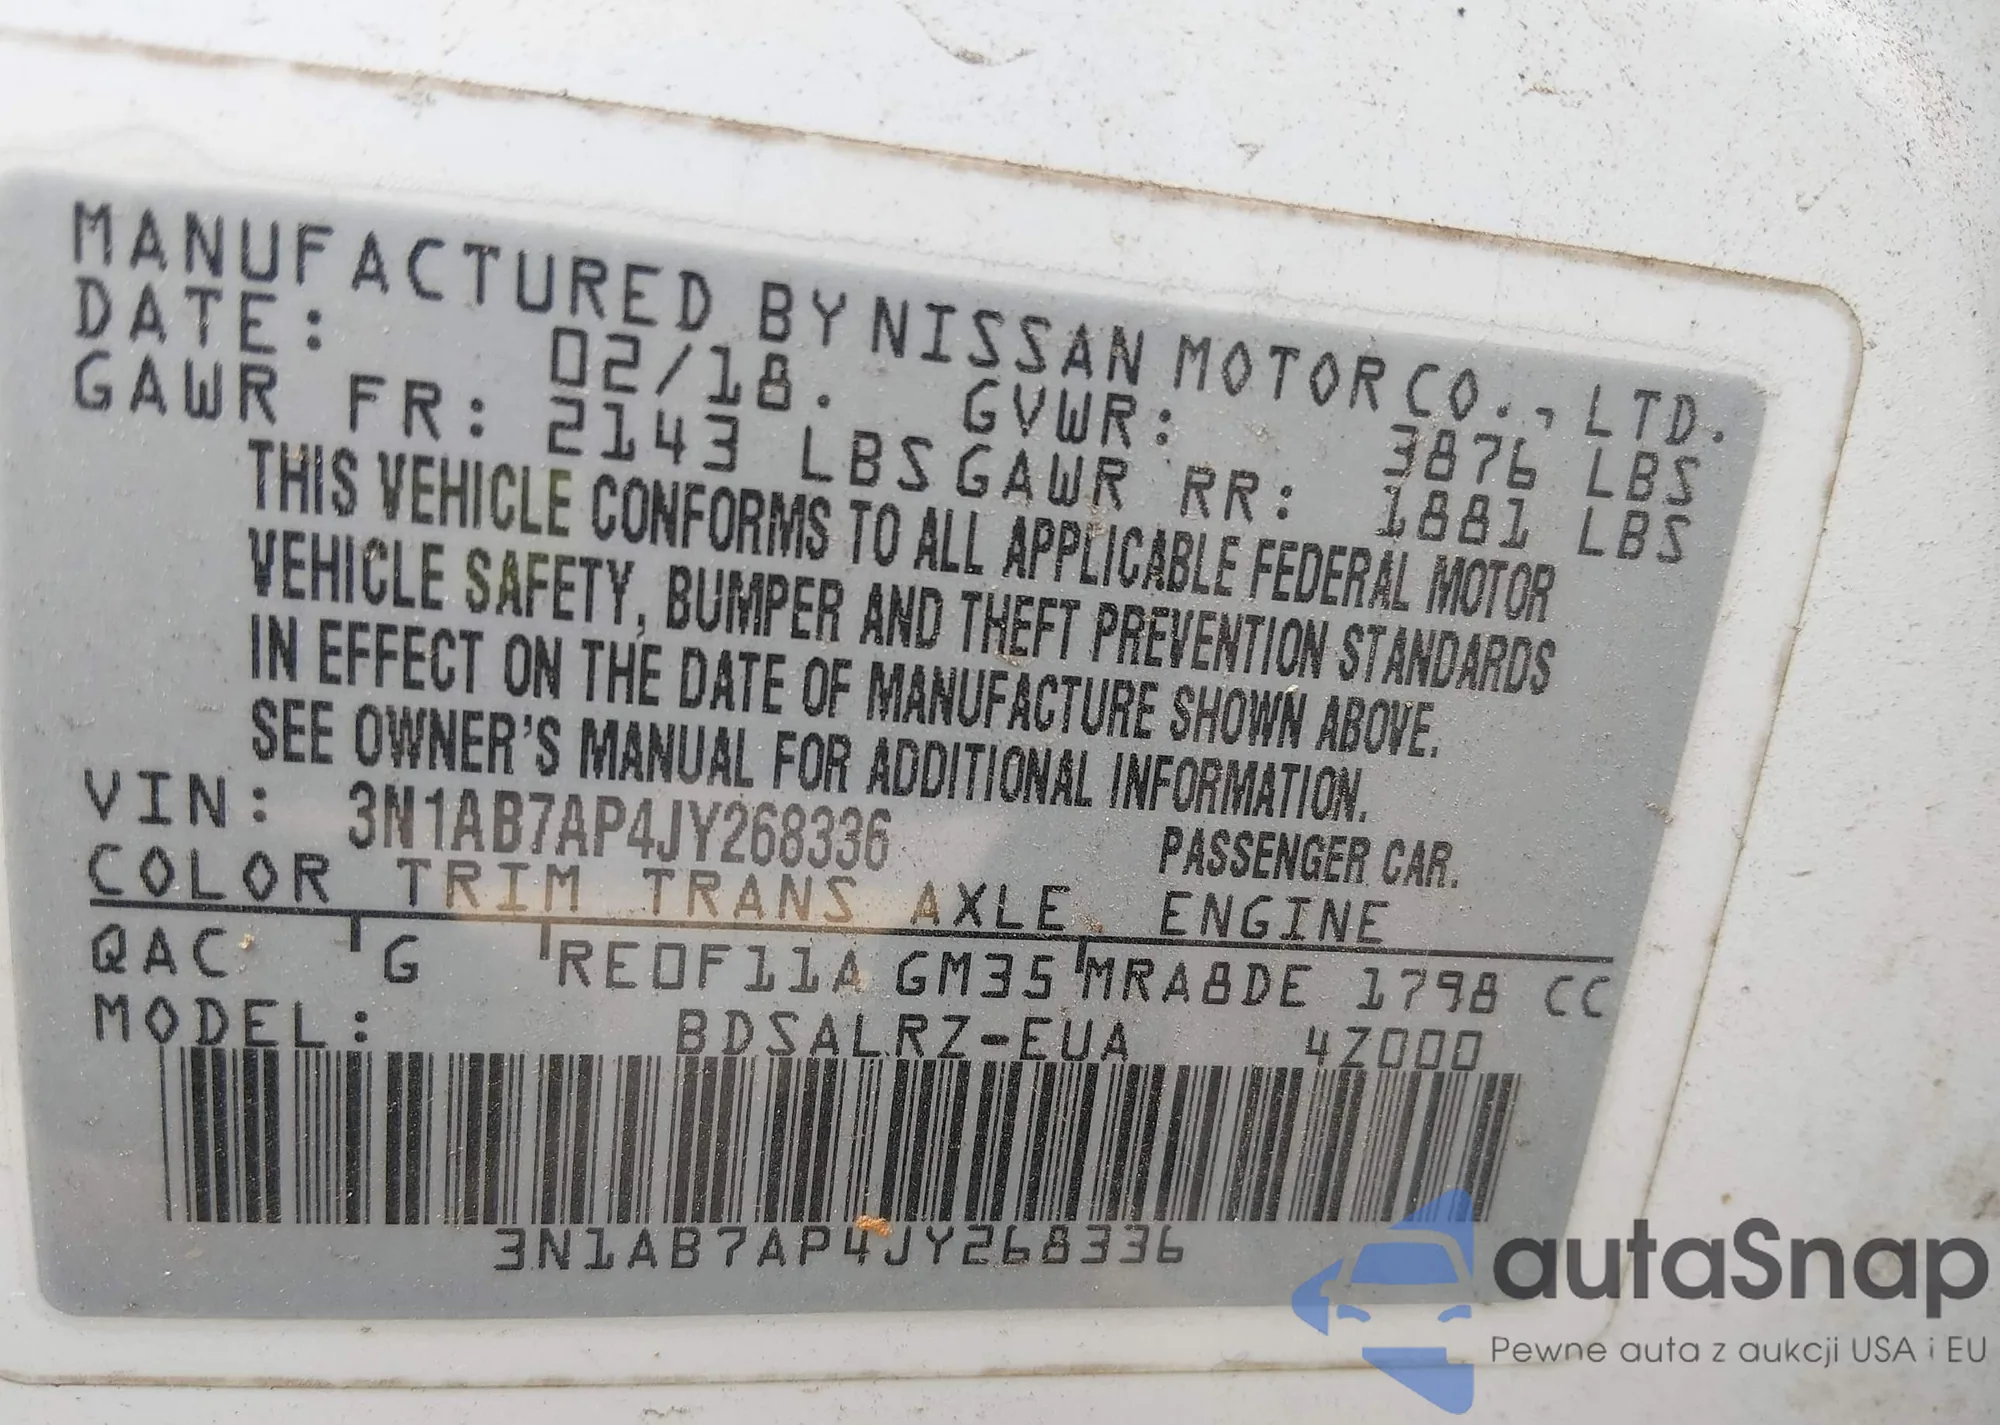 MANUFACTURED BY NISSAN MOTOR CO., LTD.
DATE: 02/18. GVWR: 3876 LBS
GAWR FR: 2143 LBS GAWR RR: 1881 LBS
THIS VEHICLE CONFORMS TO ALL APPLICABLE FEDERAL MOTOR
VEHICLE SAFETY, BUMPER AND THEFT PREVENTION STANDARDS
IN EFFECT ON THE DATE OF MANUFACTURE SHOWN ABOVE.
SEE OWNER'S MANUAL FOR ADDITIONAL INFORMATION.
VIN: 3N1AB7AP4JY268336 PASSENGER CAR.
COLOR TRIM TRANS AXLE ENGINE
QAC G RE0F11A GM35 MRA8DE 1798 CC
MODEL: BDSALRZ-EUA 4Z000
3N1AB7AP4JY268336
autaSnap
Pewne auta z aukcji USA i EU